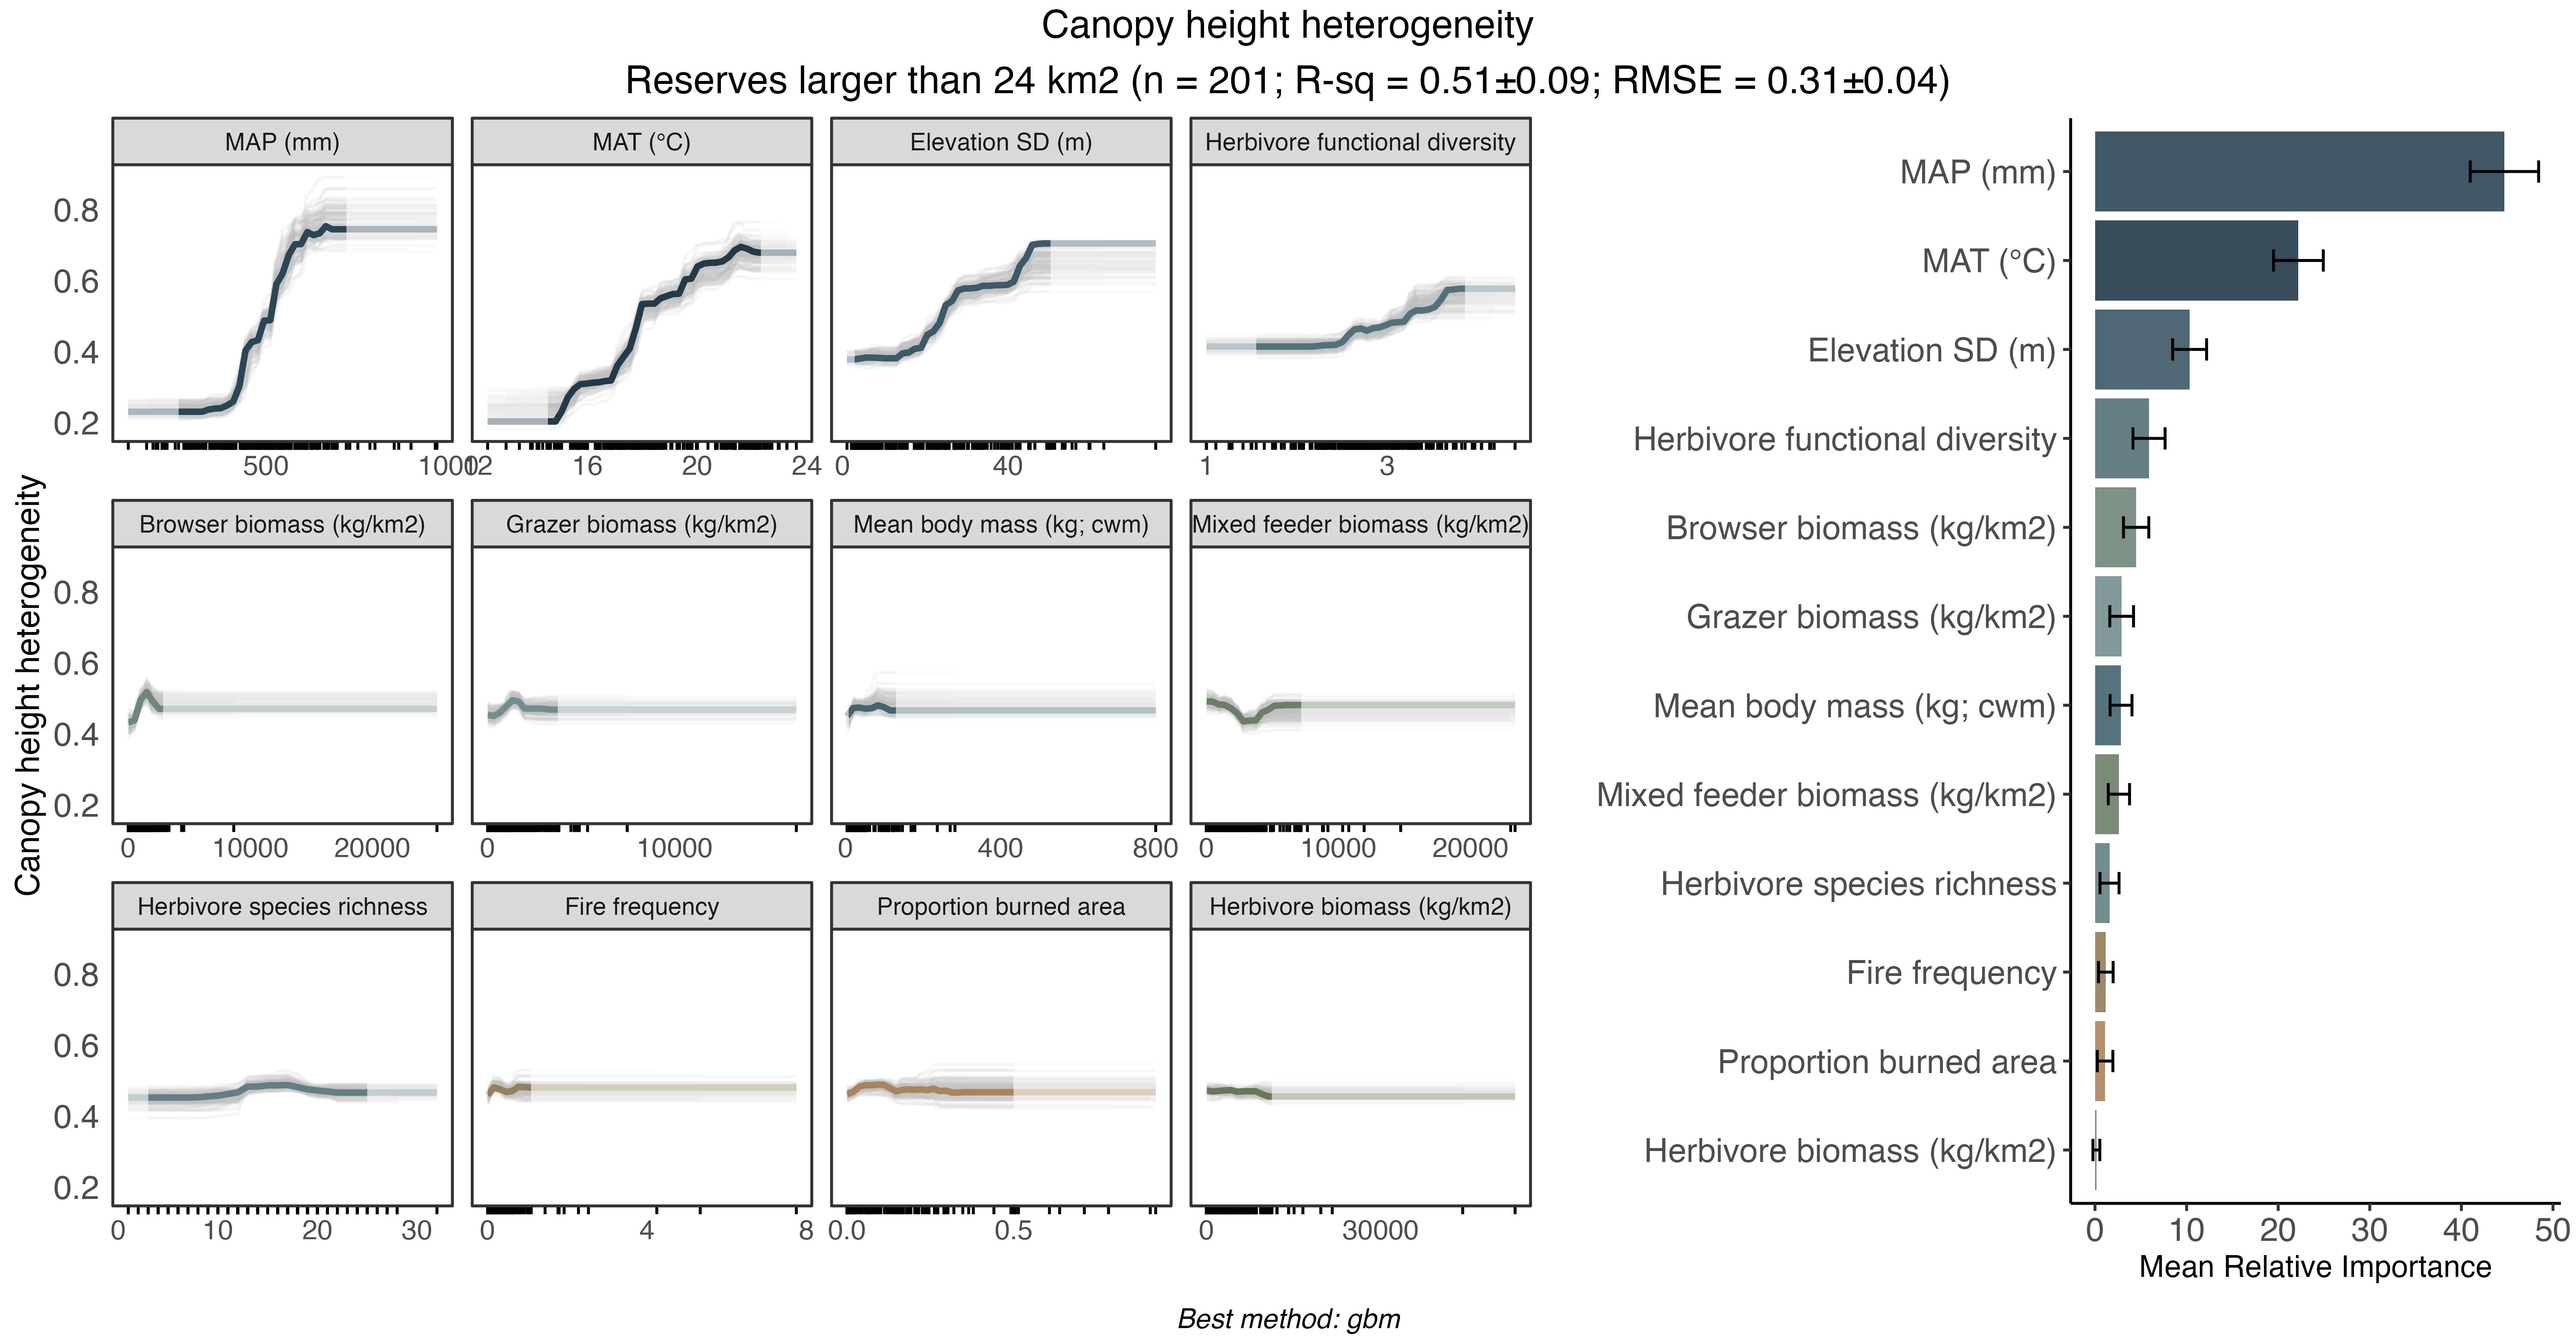 Canopy height heterogeneity
Reserves larger than 24 km2 (n = 201; R-sq = 0.51±0.09; RMSE = 0.31±0.04)
Canopy height heterogeneity
MAP (mm)
MAT (°C)
Elevation SD (m)
Herbivore functional diversity
0.8
0.6
0.4
0.2
500 1000
12 16 20 24
0 40
1 3
Browser biomass (kg/km2)
Grazer biomass (kg/km2)
Mean body mass (kg; cwm)
Mixed feeder biomass (kg/km2)
0.8
0.6
0.4
0.2
0 10000 20000
0 10000
0 400 800
0 10000 20000
Herbivore species richness
Fire frequency
Proportion burned area
Herbivore biomass (kg/km2)
0.8
0.6
0.4
0.2
0 10 20 30
0 4 8
0.0 0.5
0 30000
MAP (mm)
MAT (°C)
Elevation SD (m)
Herbivore functional diversity
Browser biomass (kg/km2)
Grazer biomass (kg/km2)
Mean body mass (kg; cwm)
Mixed feeder biomass (kg/km2)
Herbivore species richness
Fire frequency
Proportion burned area
Herbivore biomass (kg/km2)
0 10 20 30 40 50
Mean Relative Importance
Best method: gbm